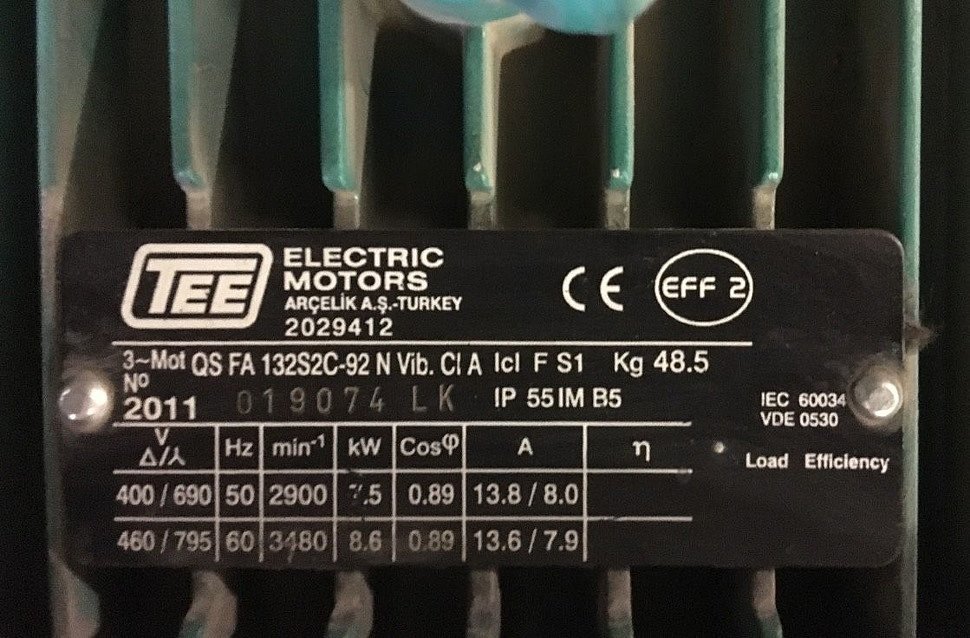 TEE
ELECTRIC
MOTORS
ARÇELİK A.Ş.-TURKEY
2029412
CE
EFF 2
3~Mot QS FA 132S2C-92 N Vib. Cl A Icl F S1 Kg 48.5
Nº
2011 019074 LK IP 55 IM B5
IEC 60034
VDE 0530
V
Δ/⅄ Hz min⁻¹ kW Cosφ A η
Load Efficiency
400 / 690 50 2900 7.5 0.89 13.8 / 8.0
460 / 795 60 3480 8.6 0.89 13.6 / 7.9